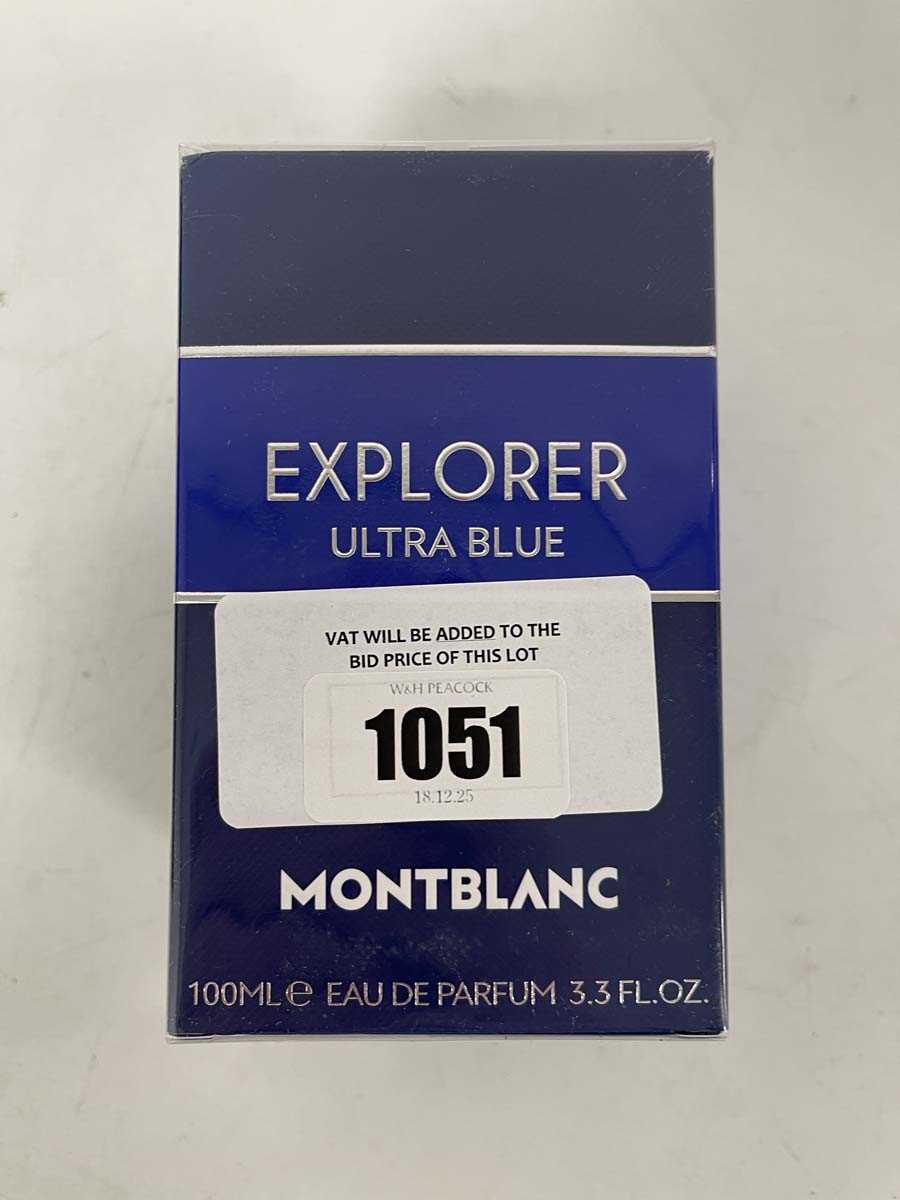 EXPLORER
ULTRA BLUE
VAT WILL BE ADDED TO THE
BID PRICE OF THIS LOT
W&H PEACOCK
1051
18.12.25
MONTBLANC
100ML ℮ EAU DE PARFUM 3.3 FL.OZ.